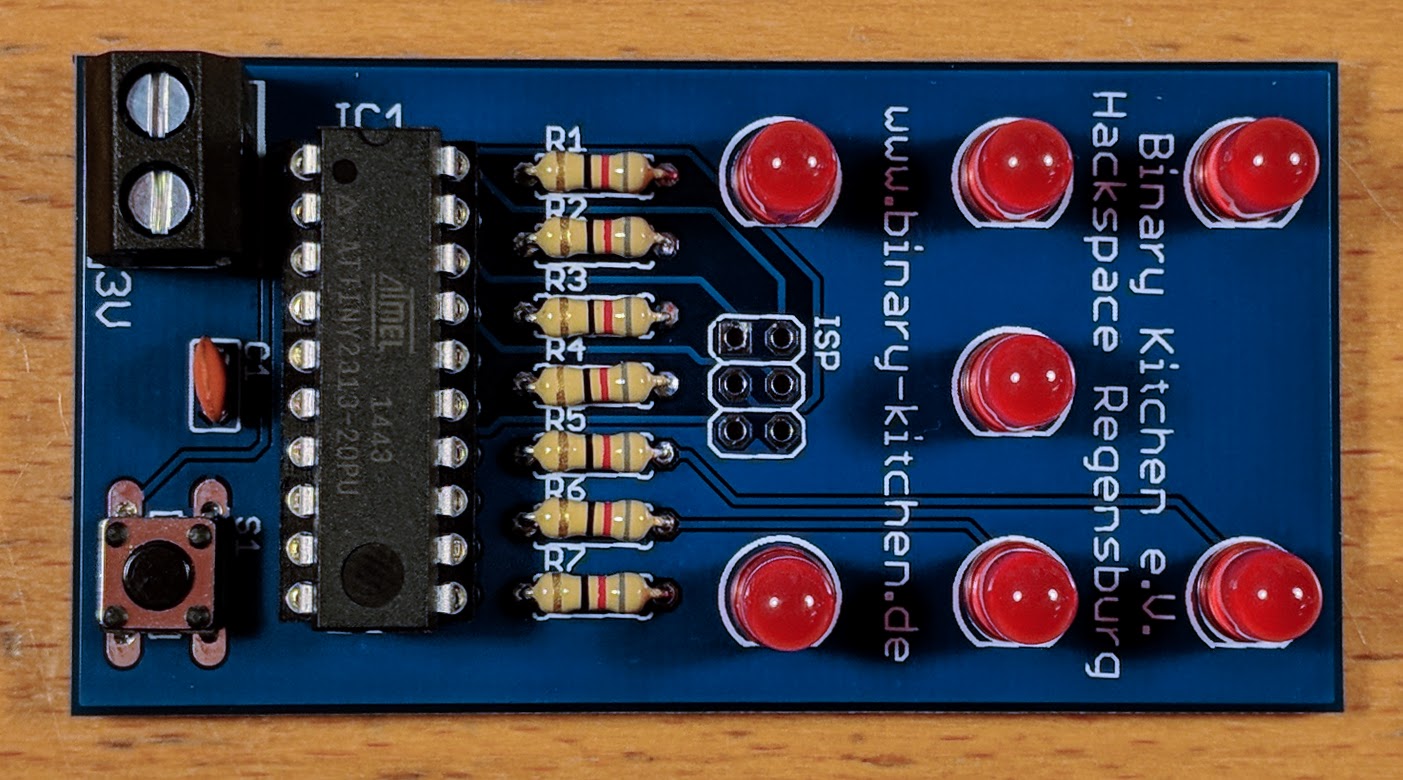 IC1
3V
C1
S1
ATMEL
ATTINY2313-20PU
1443
R1
R2
R3
R4
R5
R6
R7
ISP
www.binary-kitchen.de
Binary Kitchen e.V.
Hackspace Regensburg